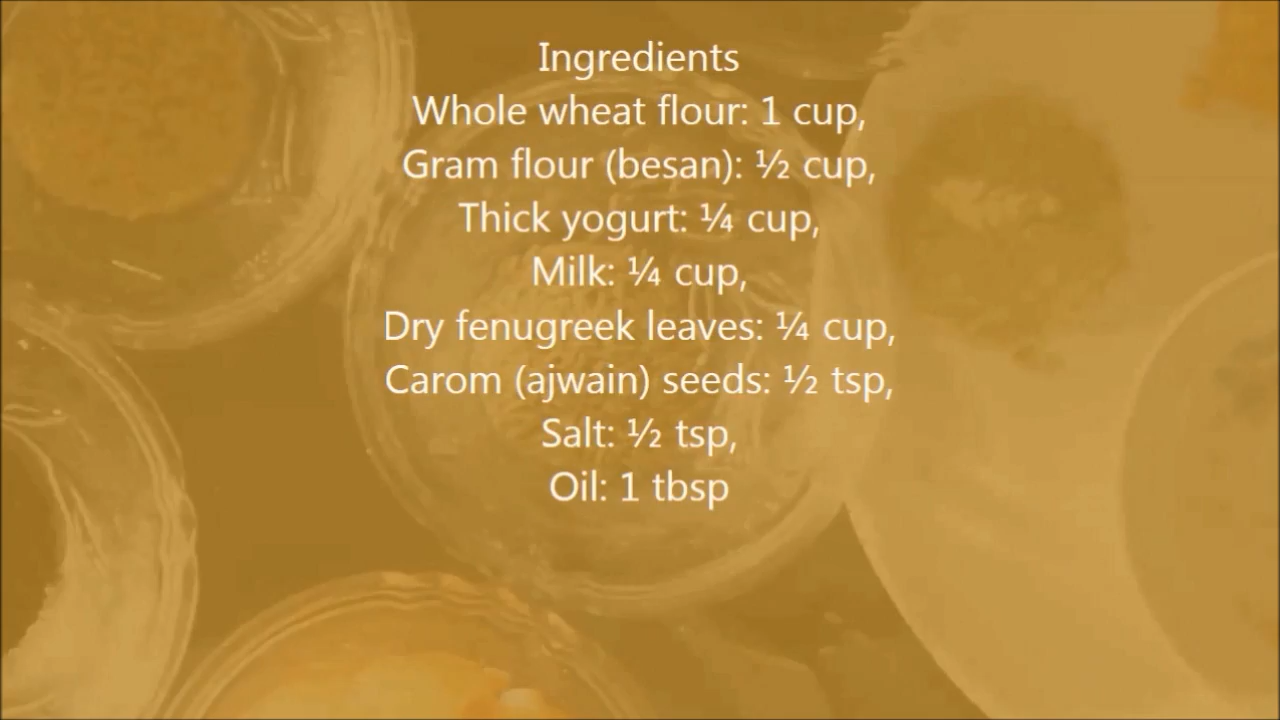 Ingredients
Whole wheat flour: 1 cup,
Gram flour (besan): ½ cup,
Thick yogurt: ¼ cup,
Milk: ¼ cup,
Dry fenugreek leaves: ¼ cup,
Carom (ajwain) seeds: ½ tsp,
Salt: ½ tsp,
Oil: 1 tbsp